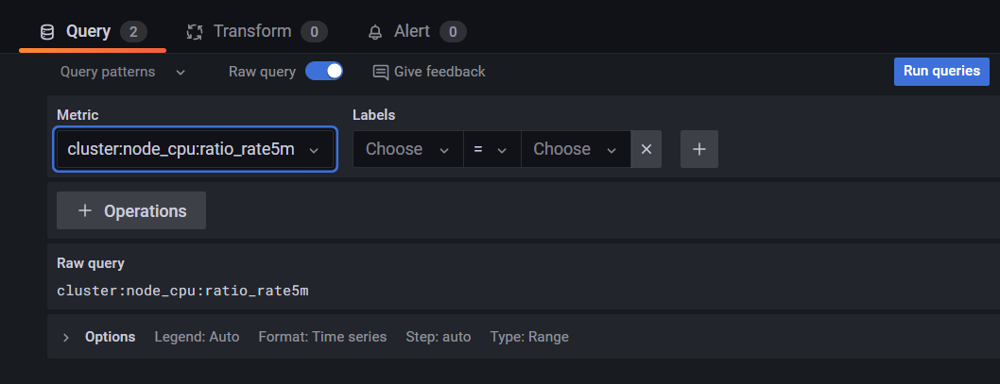 Query 2 Transform 0 Alert 0
Query patterns Raw query Give feedback Run queries
Metric Labels
cluster:node_cpu:ratio_rate5m Choose = Choose
Operations
Raw query
cluster:node_cpu:ratio_rate5m
Options Legend: Auto Format: Time series Step: auto Type: Range